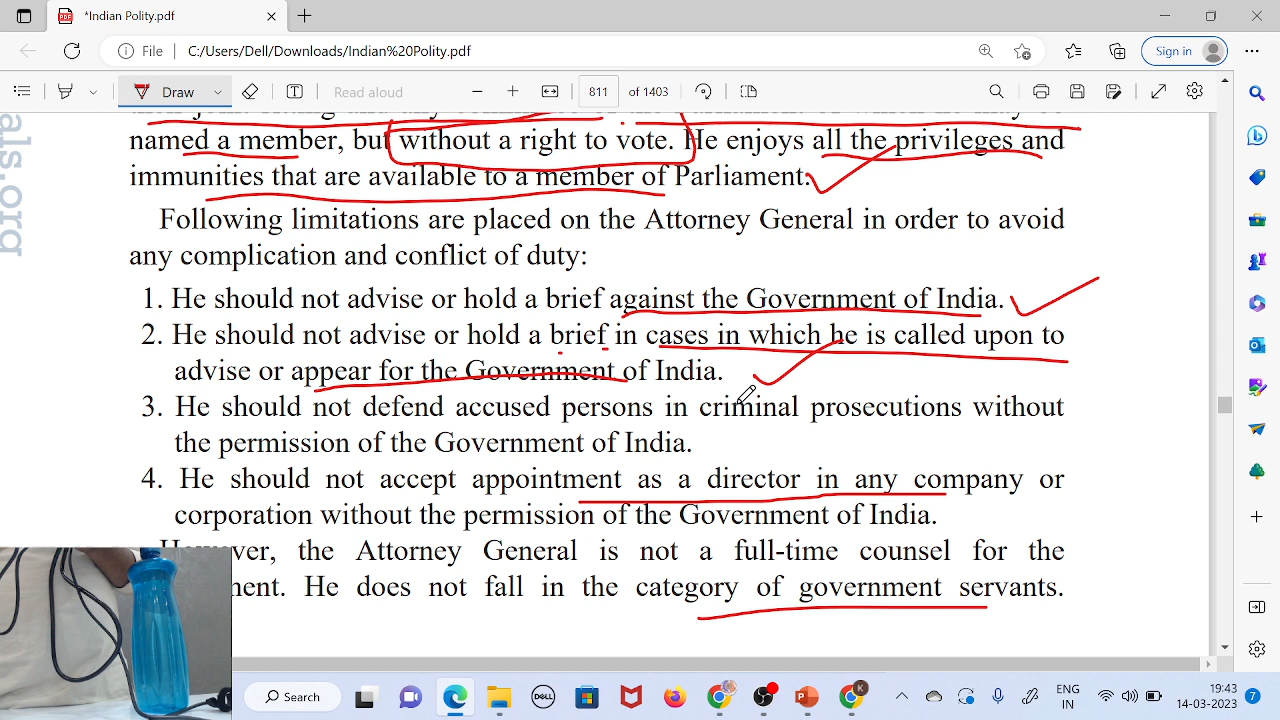 *Indian Polity.pdf
File C:/Users/Dell/Downloads/Indian%20Polity.pdf Sign in
Draw Read aloud 811 of 1403
named a member, but without a right to vote. He enjoys all the privileges and
immunities that are available to a member of Parliament.
Following limitations are placed on the Attorney General in order to avoid
any complication and conflict of duty:
1. He should not advise or hold a brief against the Government of India.
2. He should not advise or hold a brief in cases in which he is called upon to
advise or appear for the Government of India.
3. He should not defend accused persons in criminal prosecutions without
the permission of the Government of India.
4. He should not accept appointment as a director in any company or
corporation without the permission of the Government of India.
However, the Attorney General is not a full-time counsel for the
He does not fall in the category of government servants.
als.org
Search
DELL
ENG
IN
19:43
14-03-2023
7